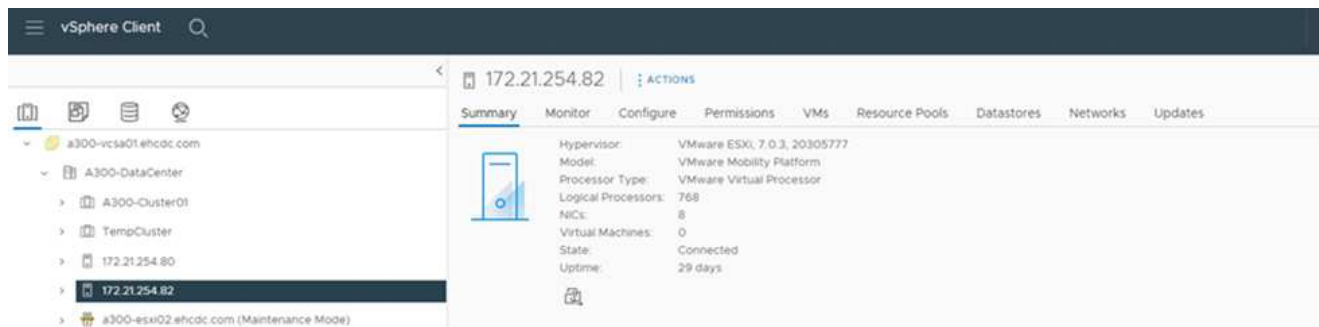 vSphere Client
172.21.254.82 ACTIONS
Summary Monitor Configure Permissions VMs Resource Pools Datastores Networks Updates
a300-vcsa01.ehcdc.com
A300-DataCenter
A300-Cluster01
TempCluster
172.21.254.80
172.21.254.82
a300-esxi02.ehcdc.com (Maintenance Mode)
Hypervisor: VMware ESXi, 7.0.3, 20305777
Model: VMware Mobility Platform
Processor Type: VMware Virtual Processor
Logical Processors: 768
NICs: 8
Virtual Machines: 0
State: Connected
Uptime: 29 days